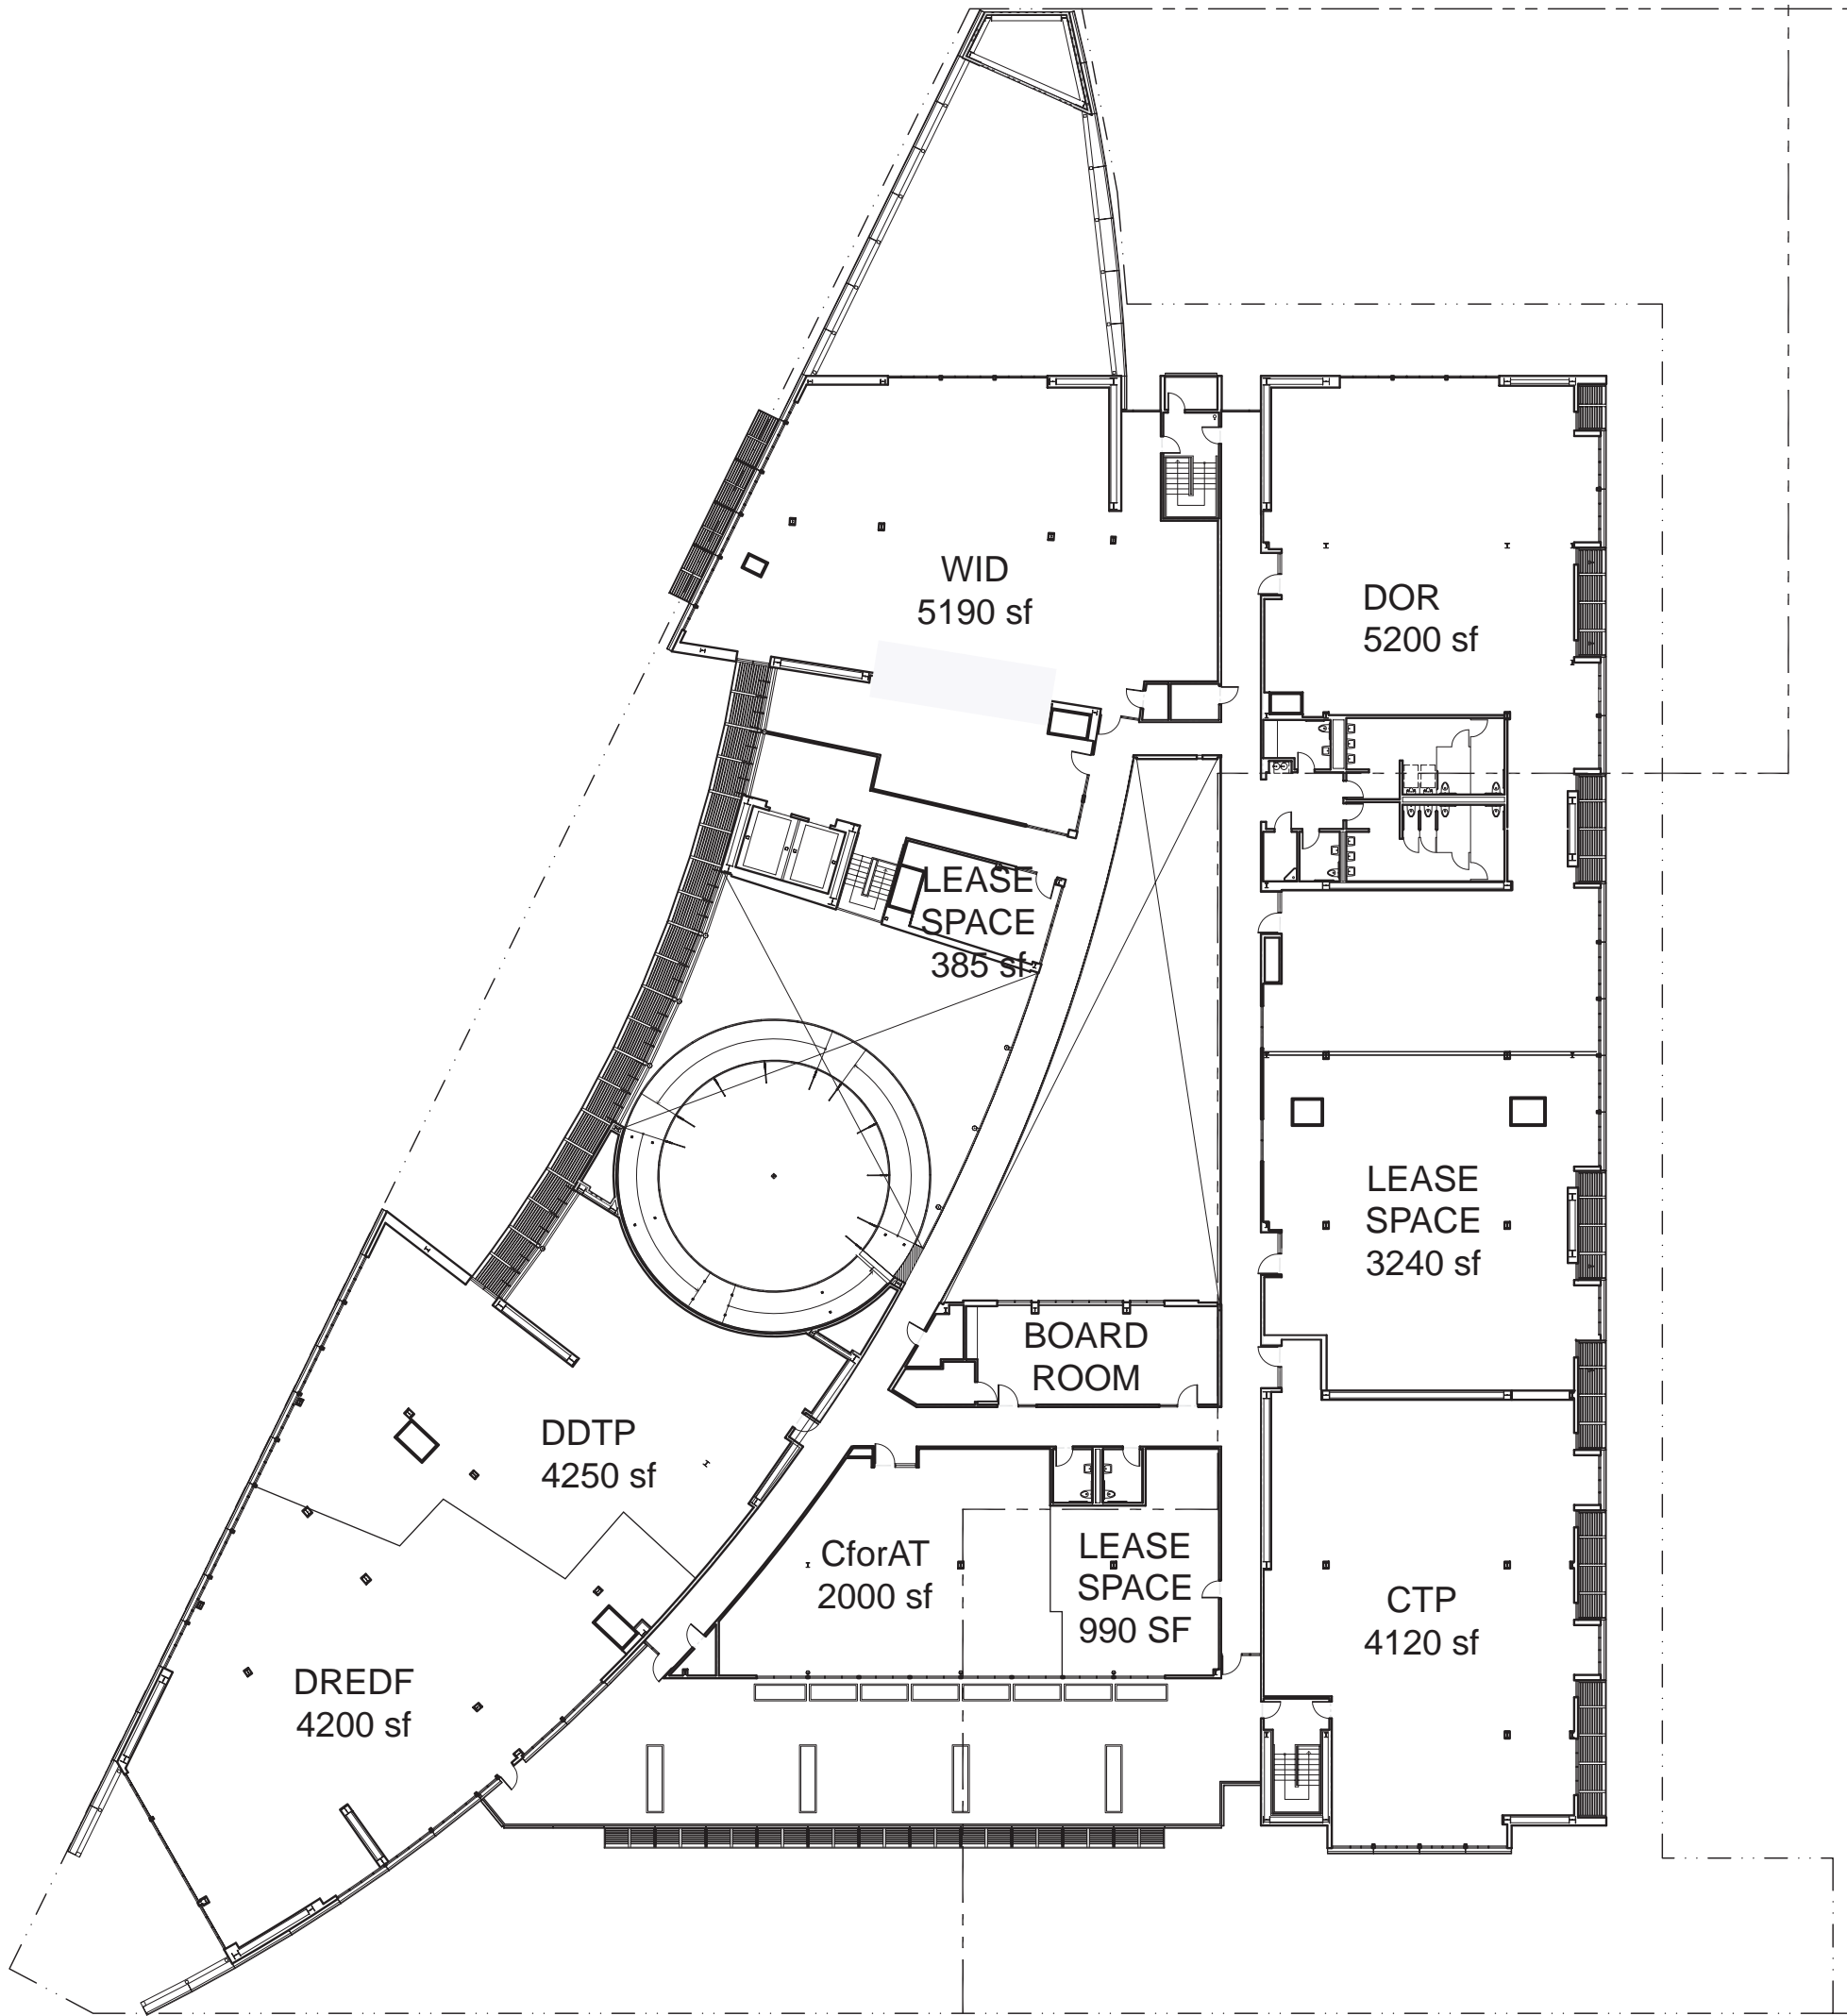 WID
5190 sf
DOR
5200 sf
LEASE
SPACE
385 sf
LEASE
SPACE
3240 sf
BOARD
ROOM
DDTP
4250 sf
CforAT
2000 sf
LEASE
SPACE
990 SF
CTP
4120 sf
DREDF
4200 sf